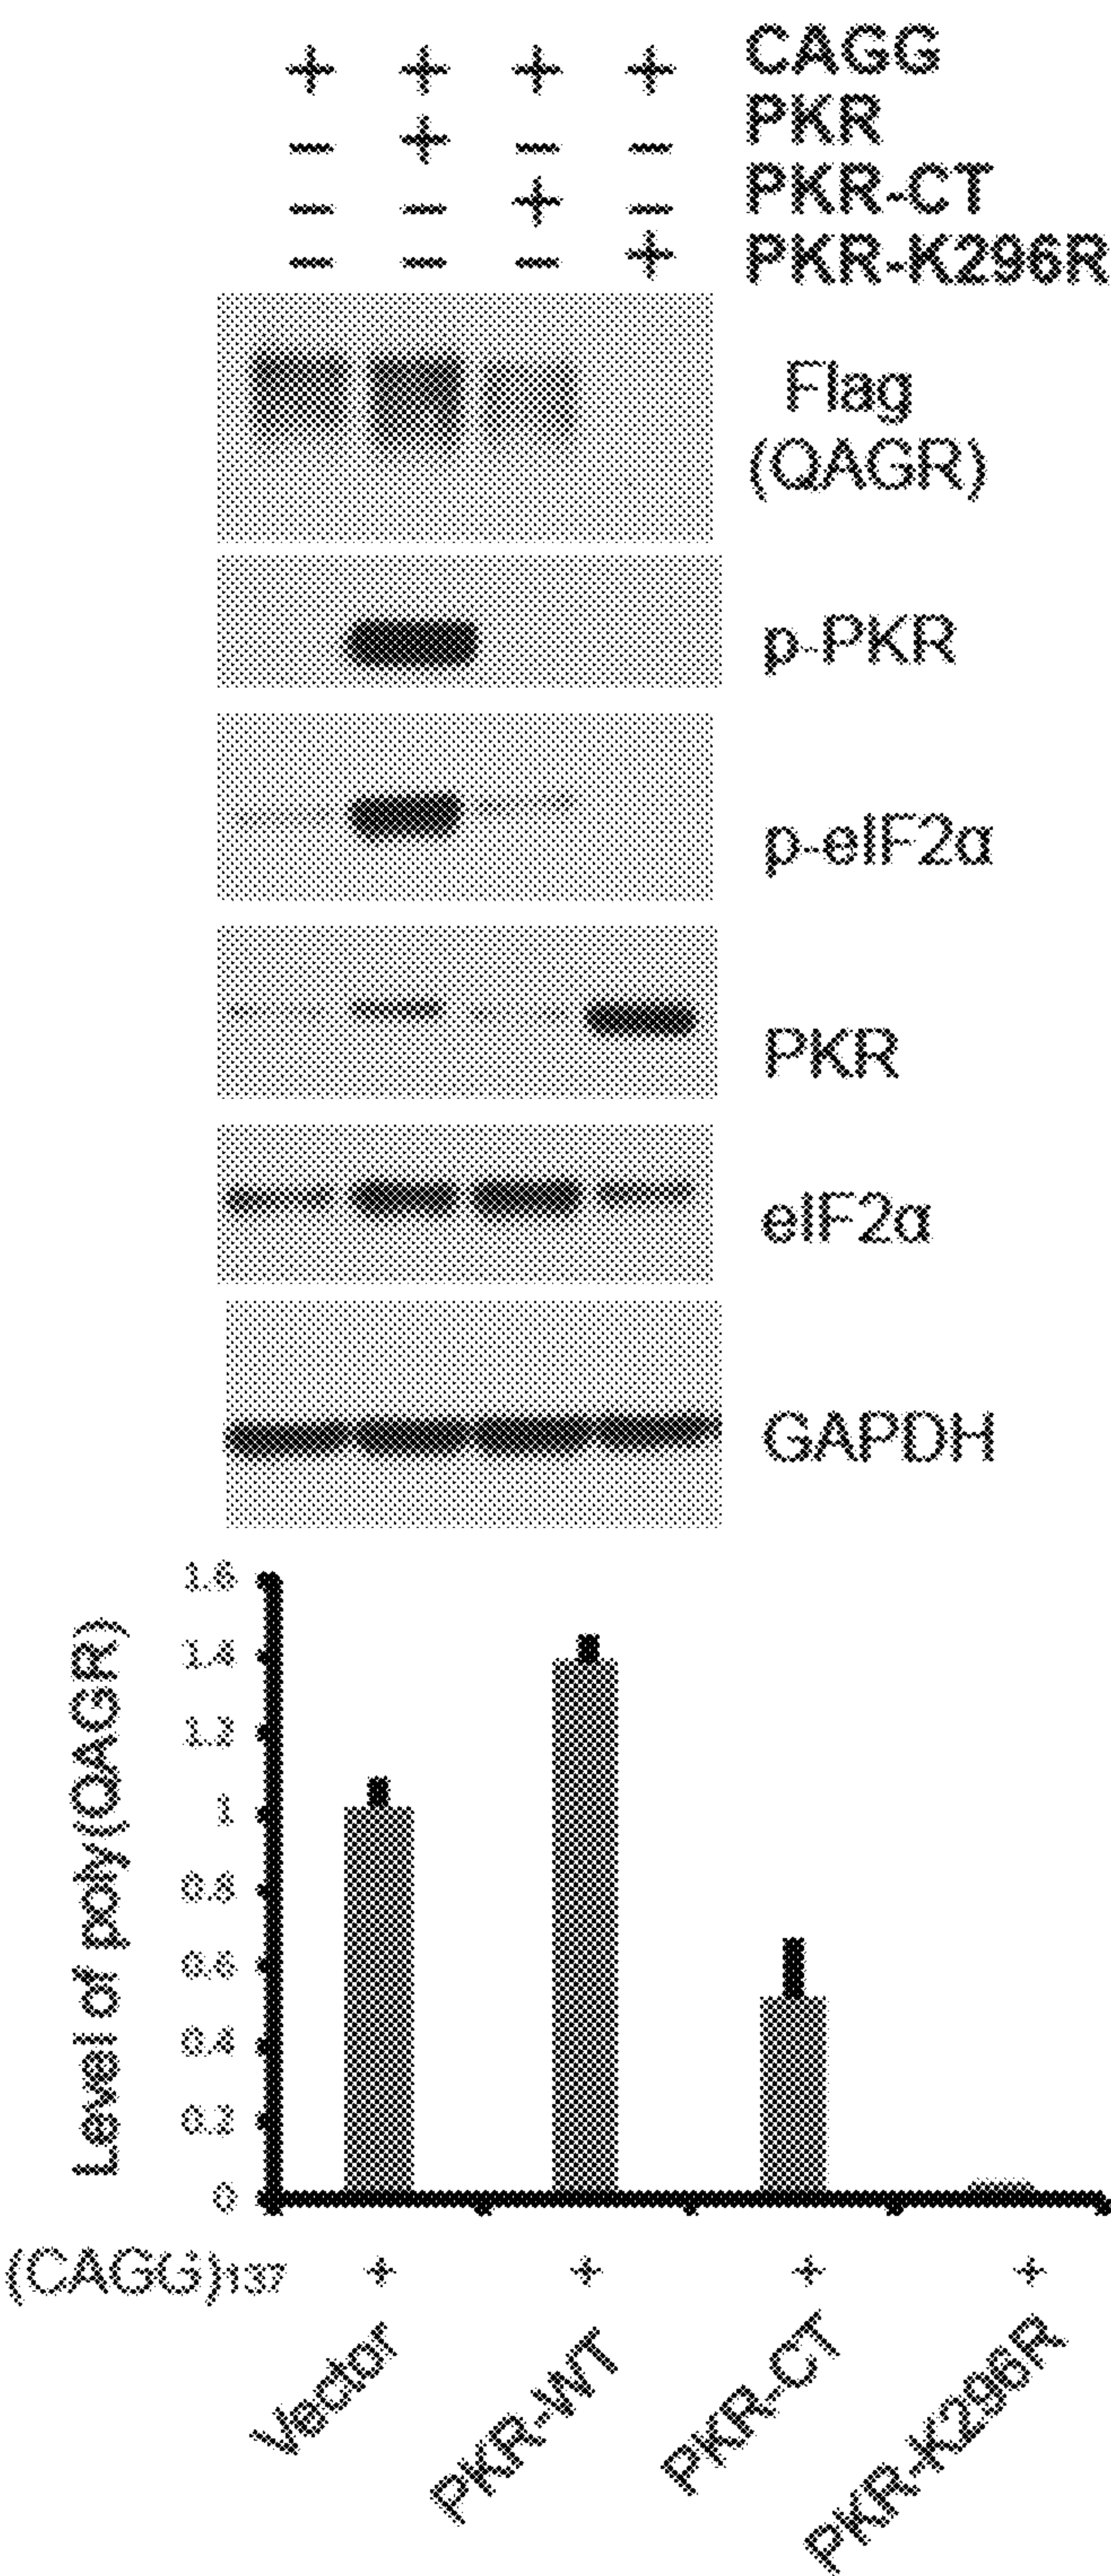 + + + + CAGG
– + – – PKR
– – + – PKR-CT
– – – + PKR-K296R
Flag
(QAGR)
p-PKR
p-eIF2α
PKR
eIF2α
GAPDH
Level of poly(QAGR)
1.6
1.4
1.2
1
0.8
0.6
0.4
0.2
0
(CAGG)137 + + + +
Vector
PKR-WT
PKR-CT
PKR-K296R